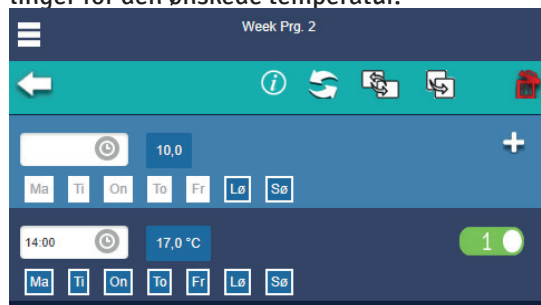 tinger for den ønskede temperatur.
Week Prg. 2
i
10,0
Ma Ti On To Fr Lø Sø
14:00 17,0 °C 1
Ma Ti On To Fr Lø Sø